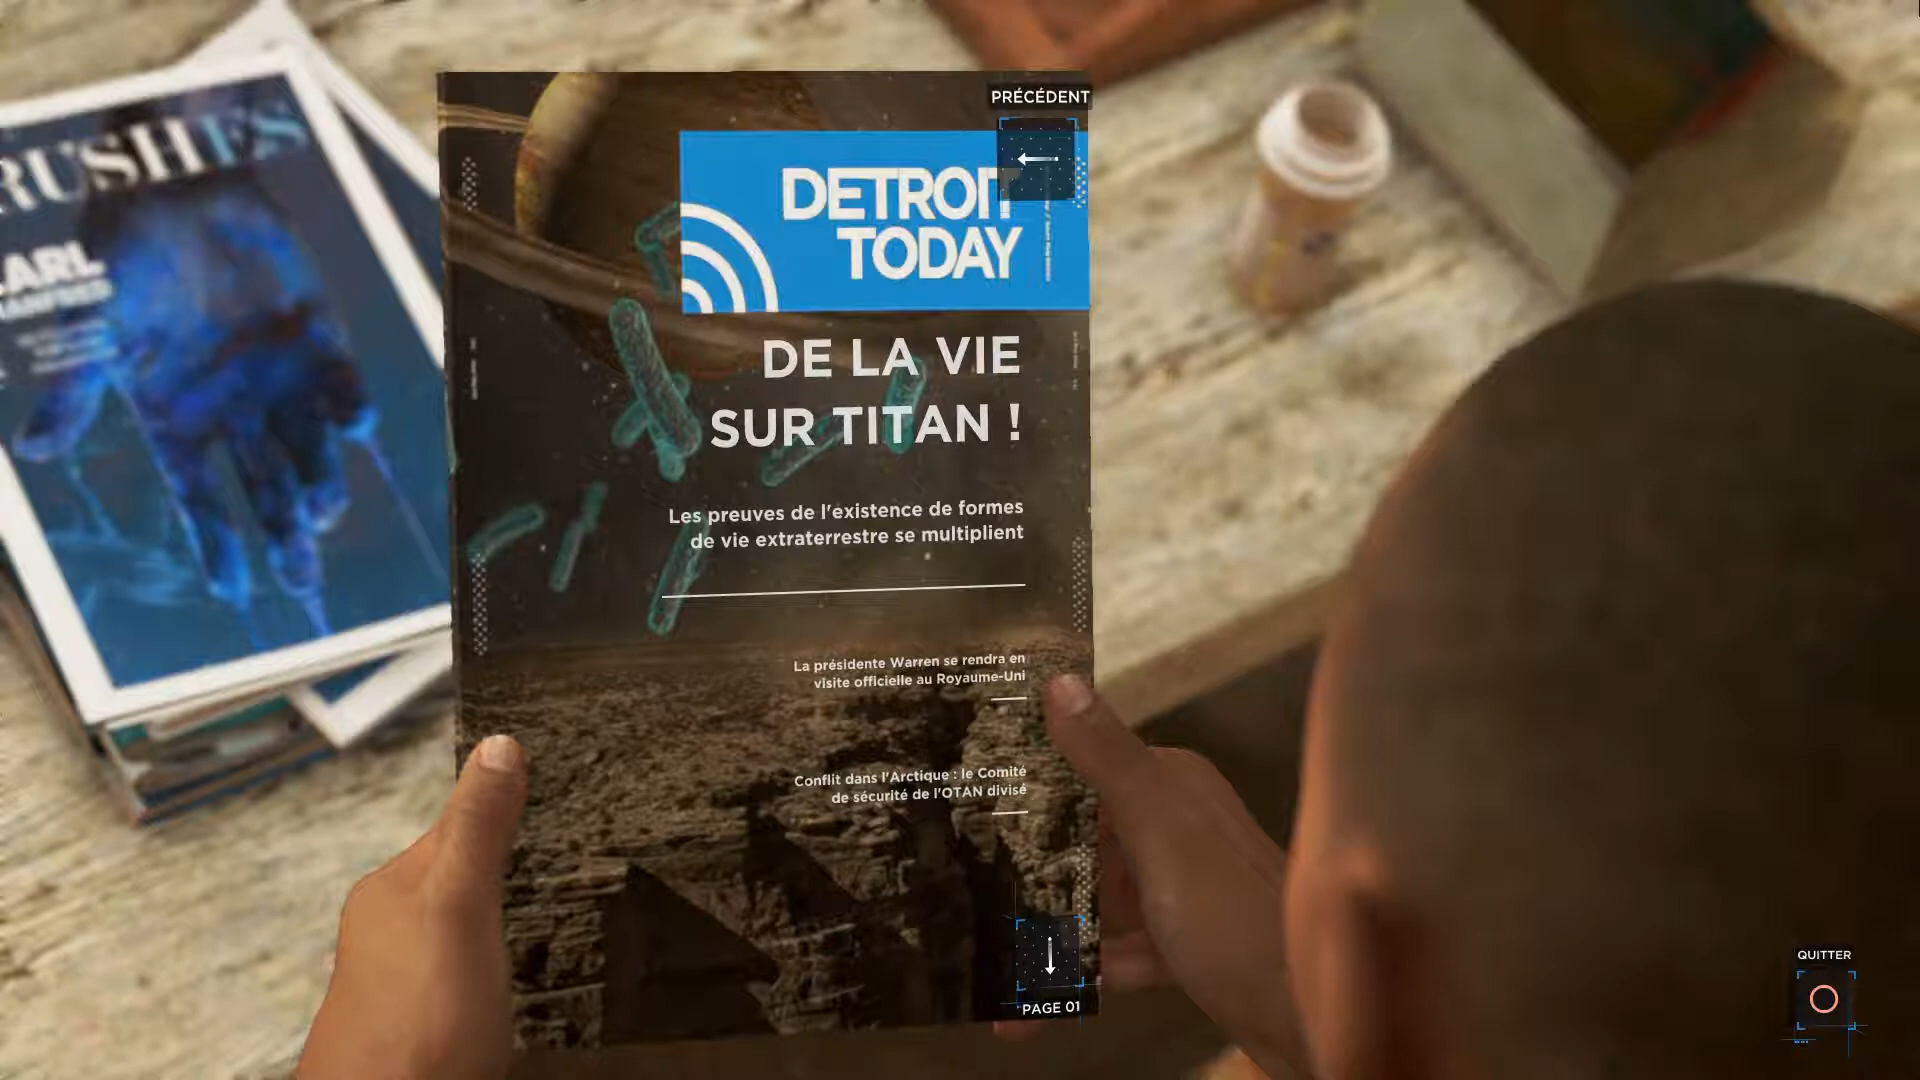 RUSHES
ARL
ANFRED
PRÉCÉDENT
DETROIT
TODAY
DE LA VIE
SUR TITAN !
Les preuves de l'existence de formes
de vie extraterrestre se multiplient
La présidente Warren se rendra en
visite officielle au Royaume-Uni
Conflit dans l'Arctique : le Comité
de sécurité de l'OTAN divisé
PAGE 01
QUITTER